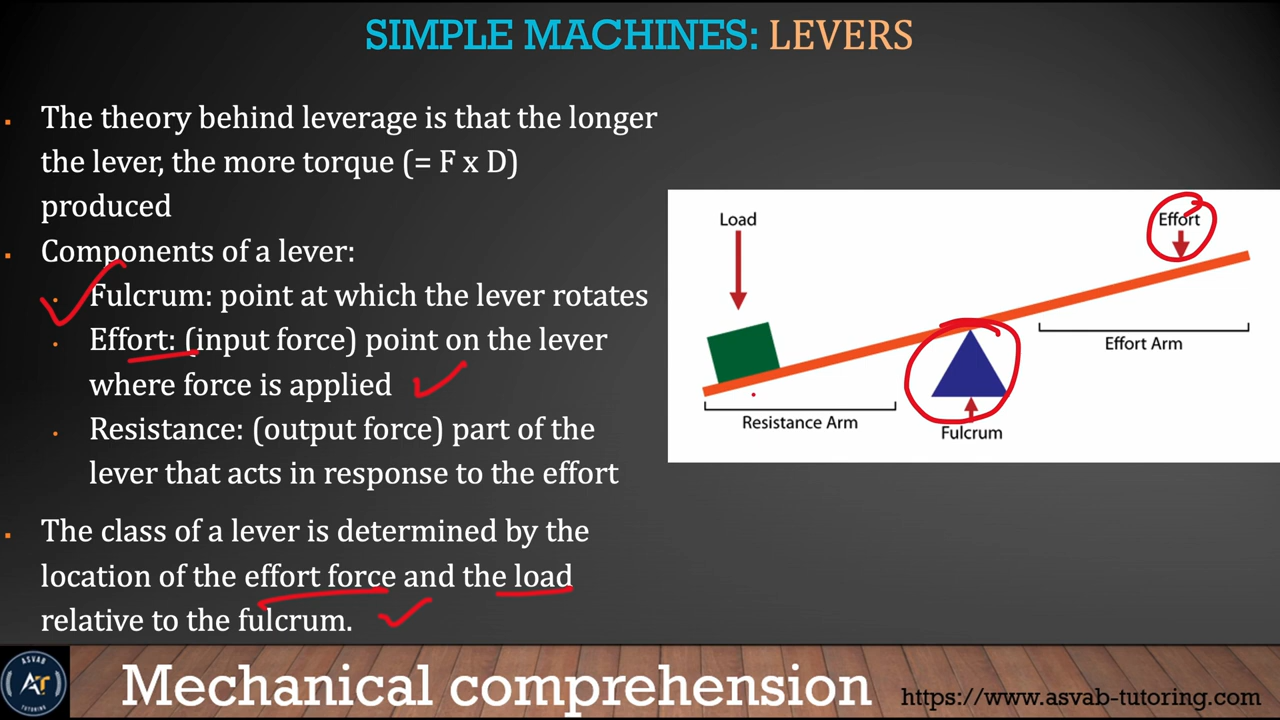 SIMPLE MACHINES: LEVERS
The theory behind leverage is that the longer
the lever, the more torque (= F x D)
produced
Components of a lever:
Fulcrum: point at which the lever rotates
Effort: (input force) point on the lever
where force is applied
Resistance: (output force) part of the
lever that acts in response to the effort
The class of a lever is determined by the
location of the effort force and the load
relative to the fulcrum.
Load
Effort
Effort Arm
Resistance Arm
Fulcrum
ASVAB
AT
TUTORING
Mechanical comprehension
https://www.asvab-tutoring.com